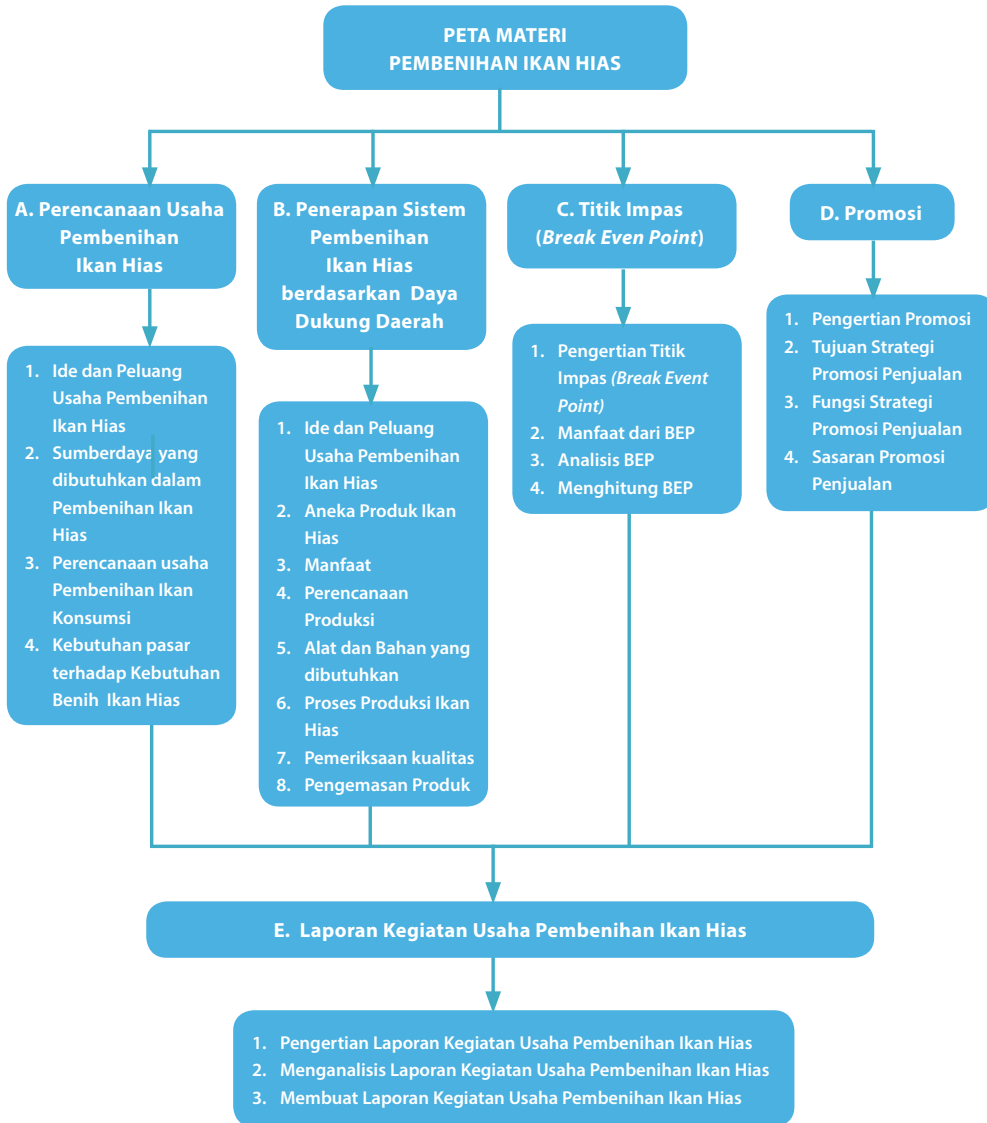 PETA MATERI
PEMBENIHAN IKAN HIAS
A. Perencanaan Usaha
Pembenihan
Ikan Hias
1. Ide dan Peluang
Usaha Pembenihan
Ikan Hias
2. Sumberdaya yang
dibutuhkan dalam
Pembenihan Ikan
Hias
3. Perencanaan usaha
Pembenihan Ikan
Konsumsi
4. Kebutuhan pasar
terhadap Kebutuhan
Benih Ikan Hias
B. Penerapan Sistem
Pembenihan
Ikan Hias
berdasarkan Daya
Dukung Daerah
1. Ide dan Peluang
Usaha Pembenihan
Ikan Hias
2. Aneka Produk Ikan
Hias
3. Manfaat
4. Perencanaan
Produksi
5. Alat dan Bahan yang
dibutuhkan
6. Proses Produksi Ikan
Hias
7. Pemeriksaan kualitas
8. Pengemasan Produk
C. Titik Impas
(Break Even Point)
1. Pengertian Titik
Impas (Break Event
Point)
2. Manfaat dari BEP
3. Analisis BEP
4. Menghitung BEP
D. Promosi
1. Pengertian Promosi
2. Tujuan Strategi
Promosi Penjualan
3. Fungsi Strategi
Promosi Penjualan
4. Sasaran Promosi
Penjualan
E. Laporan Kegiatan Usaha Pembenihan Ikan Hias
1. Pengertian Laporan Kegiatan Usaha Pembenihan Ikan Hias
2. Menganalisis Laporan Kegiatan Usaha Pembenihan Ikan Hias
3. Membuat Laporan Kegiatan Usaha Pembenihan Ikan Hias